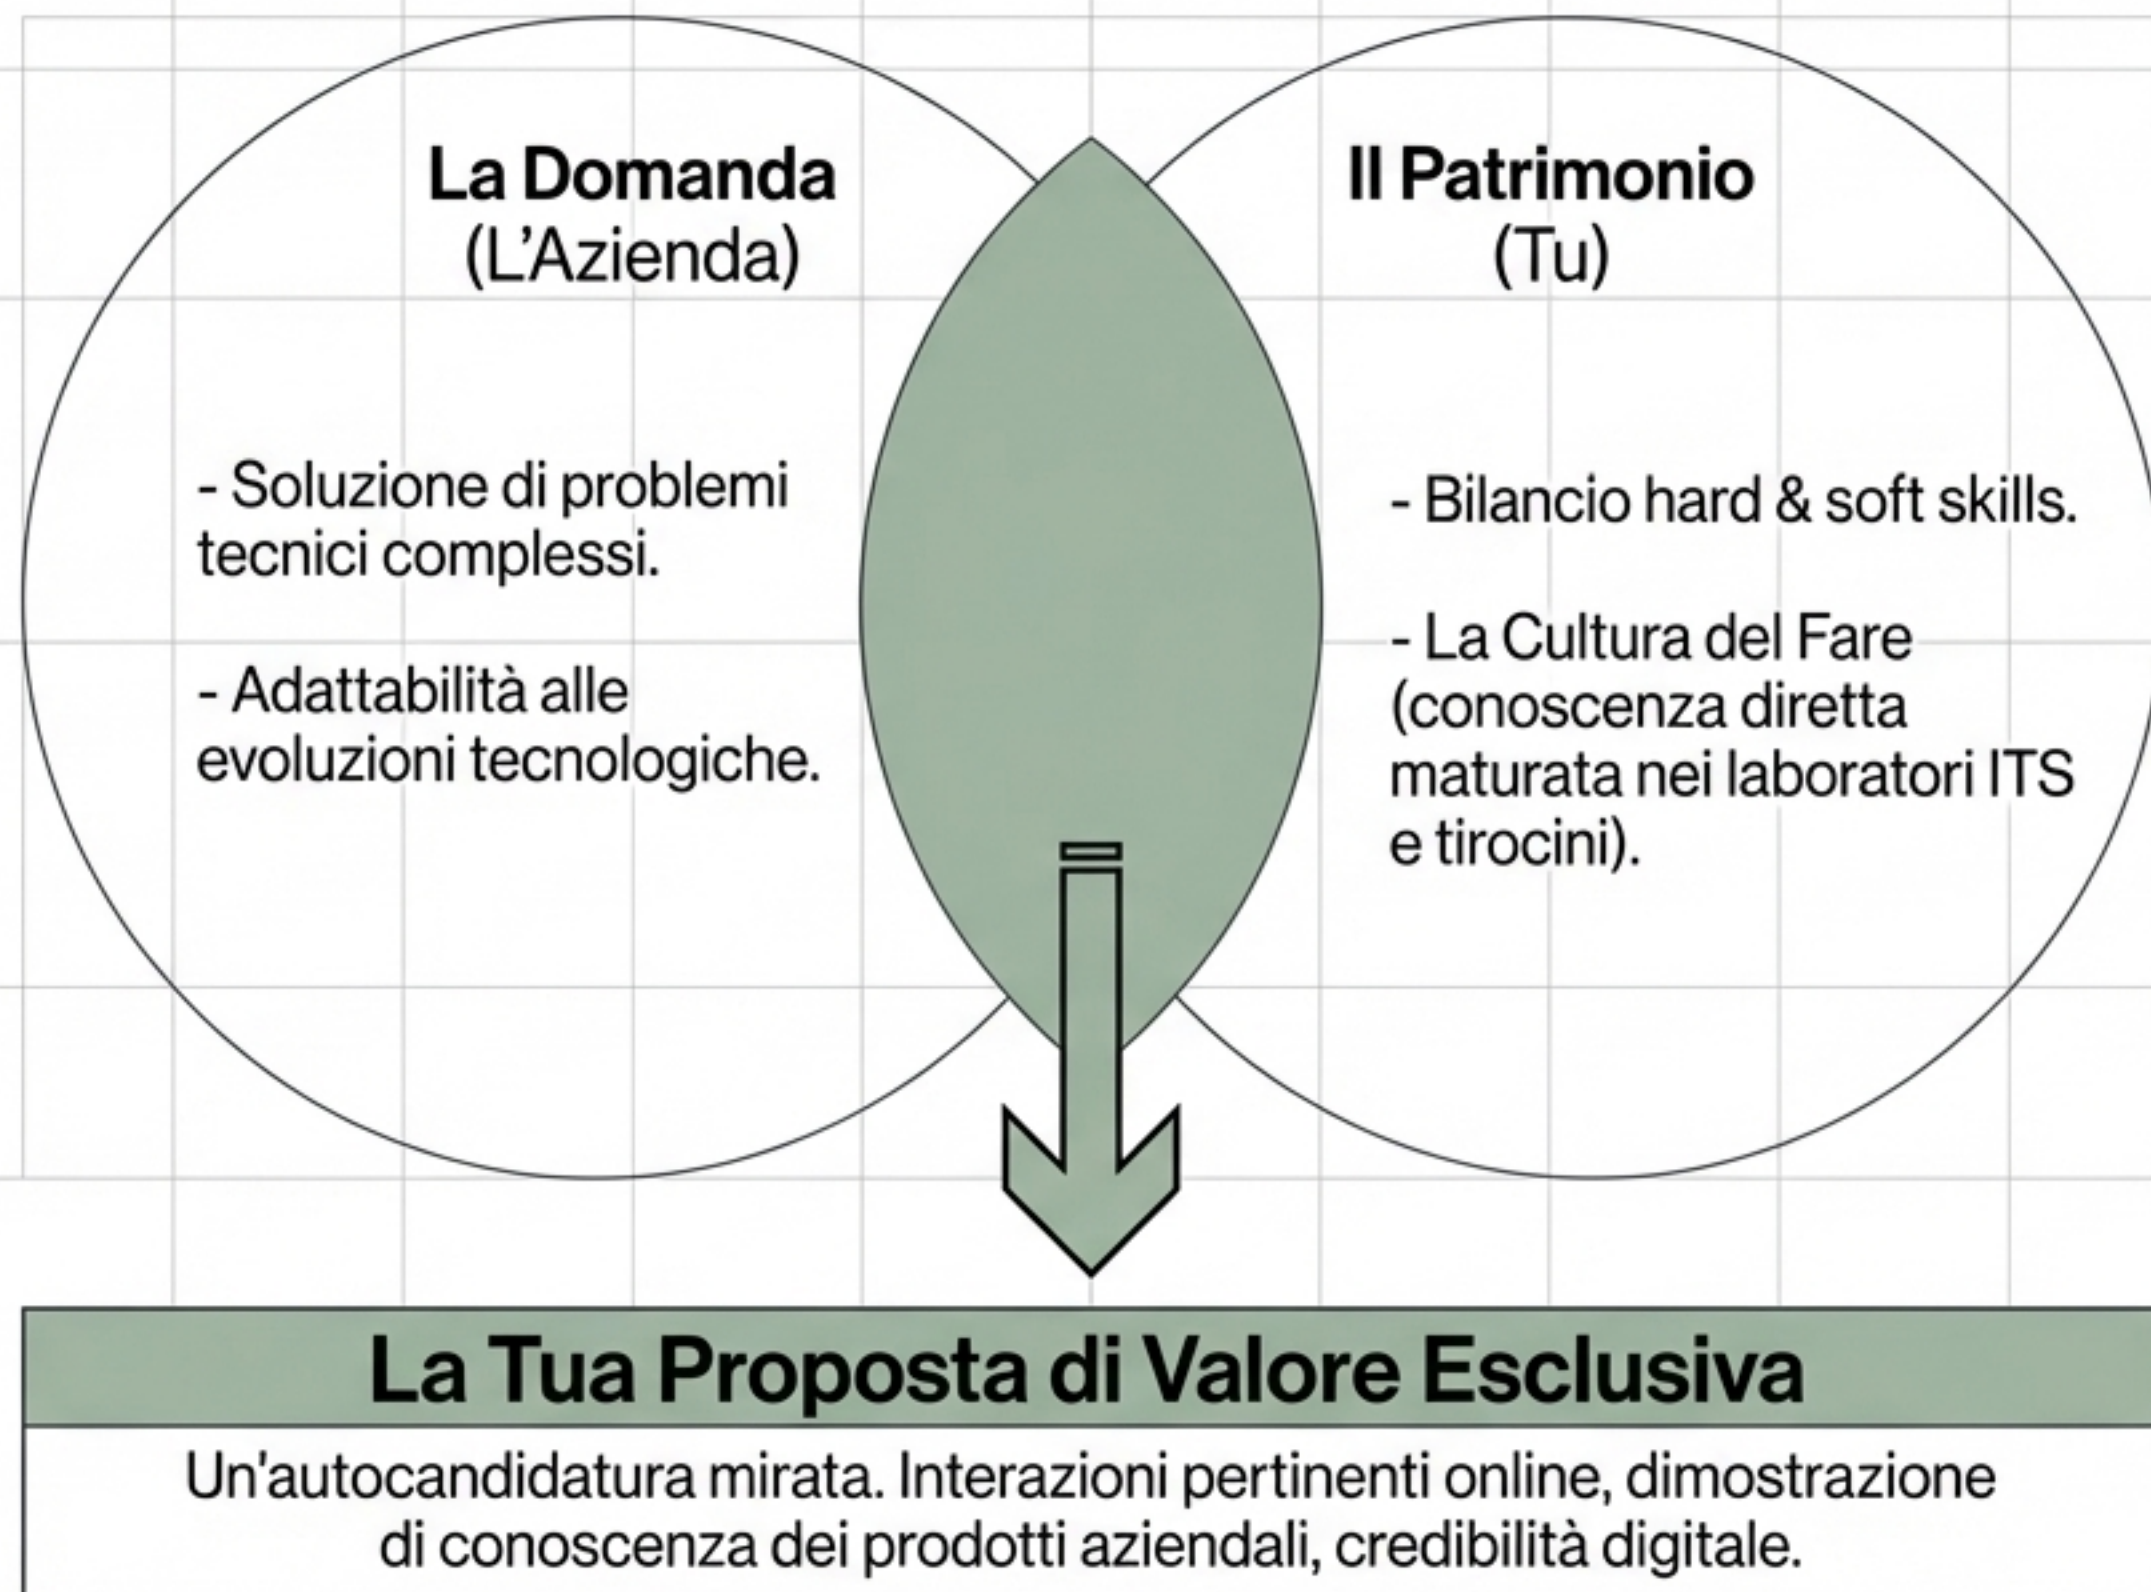 La Domanda
(L’Azienda)
- Soluzione di problemi
tecnici complessi.
- Adattabilità alle
evoluzioni tecnologiche.
Il Patrimonio
(Tu)
- Bilancio hard & soft skills.
- La Cultura del Fare
(conoscenza diretta
maturata nei laboratori ITS
e tirocini).
La Tua Proposta di Valore Esclusiva
Un'autocandidatura mirata. Interazioni pertinenti online, dimostrazione
di conoscenza dei prodotti aziendali, credibilità digitale.